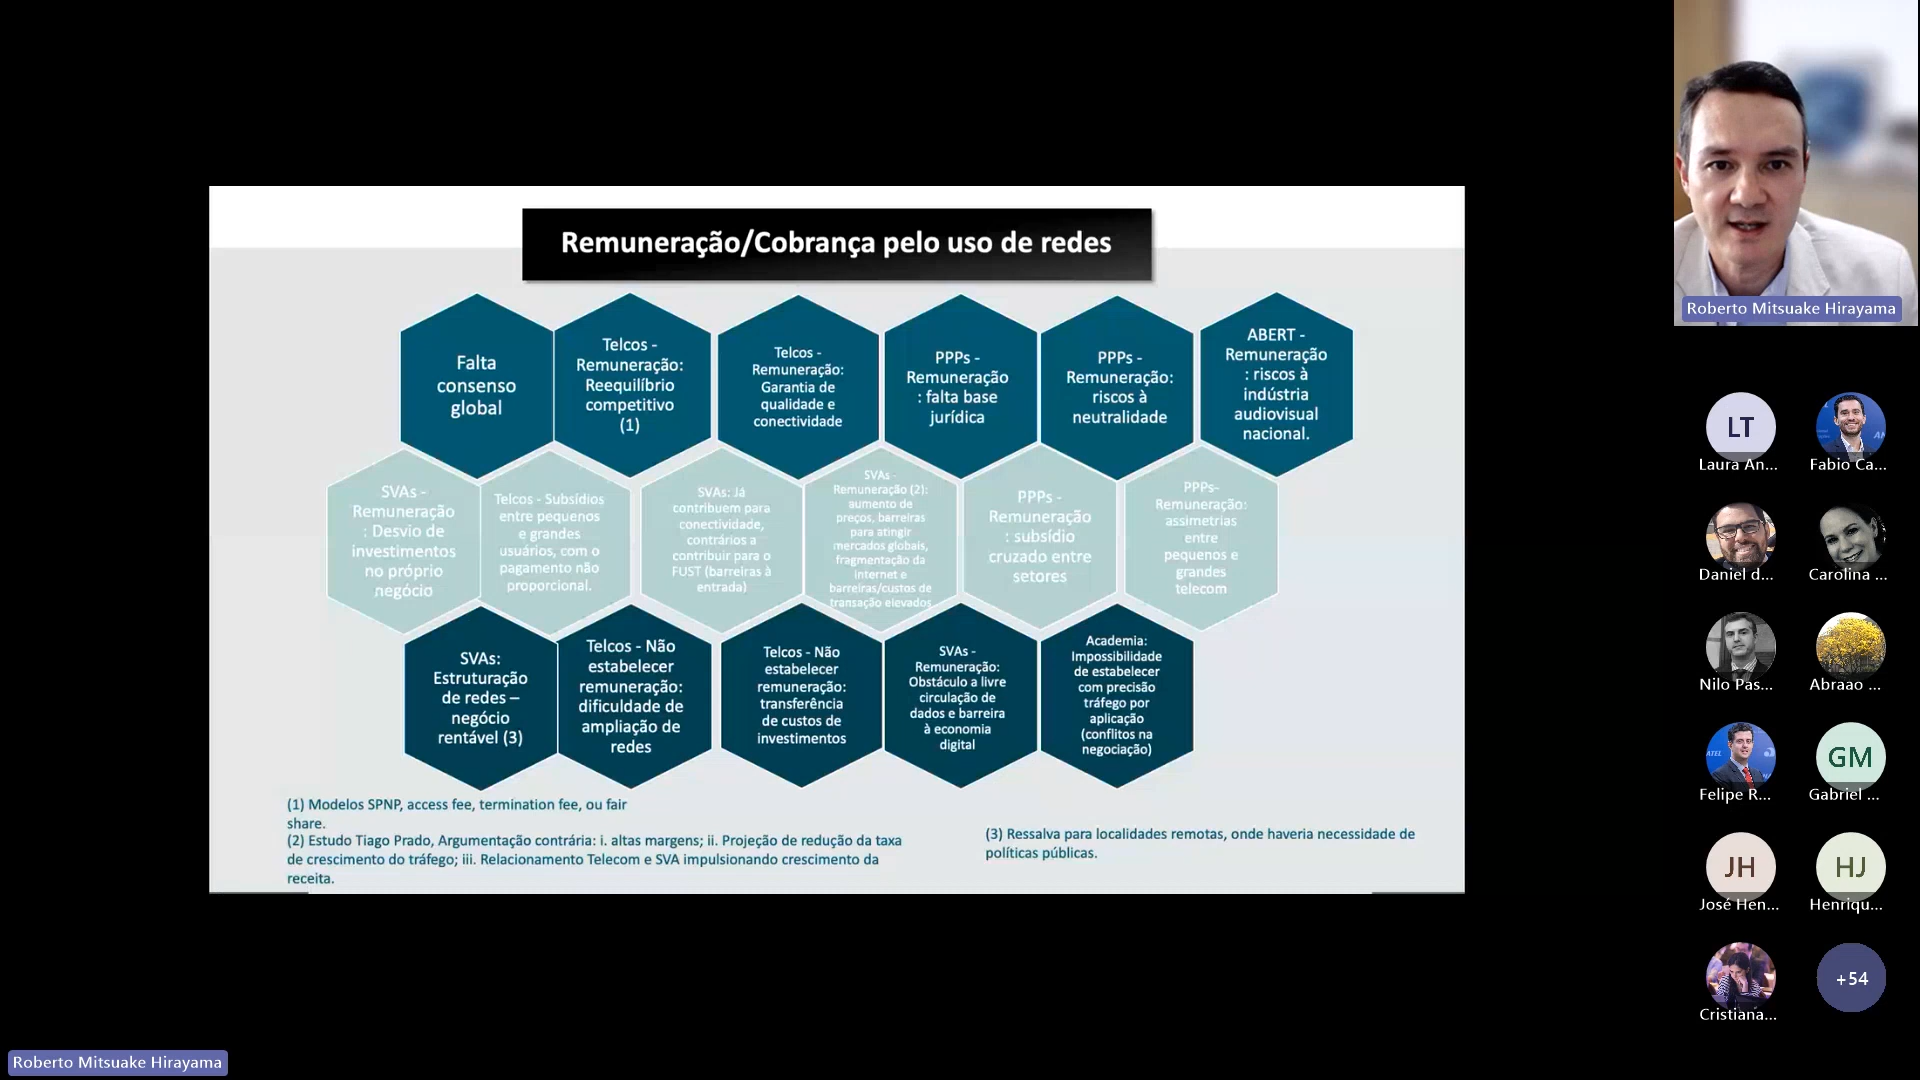 Remuneração/Cobrança pelo uso de redes
Falta
consenso
global
Telcos -
Remuneração:
Reequilíbrio
competitivo
(1)
Telcos -
Remuneração:
Garantia de
qualidade e
conectividade
PPPs -
Remuneração
: falta base
jurídica
PPPs -
Remuneração:
riscos à
neutralidade
ABERT -
Remuneração
: riscos à
indústria
audiovisual
nacional.
SVAs -
Remuneração
: Desvio de
investimentos
no próprio
negócio
Telcos - Subsídios
entre pequenos
e grandes
usuários, com o
pagamento não
proporcional.
SVAs: Já
contribuem para
conectividade,
contrários a
contribuir para o
FUST (barreiras à
entrada)
SVAs -
Remuneração (2):
aumento de
preços, barreiras
para atingir
mercados globais,
fragmentação da
internet e
barreiras/custos de
transação elevados
PPPs -
Remuneração
: subsídio
cruzado entre
setores
PPPs-
Remuneração:
assimetrias
entre
pequenos e
grandes
telecom
SVAs:
Estruturação
de redes –
negócio
rentável (3)
Telcos - Não
estabelecer
remuneração:
dificuldade de
ampliação de
redes
Telcos - Não
estabelecer
remuneração:
transferência
de custos de
investimentos
SVAs -
Remuneração:
Obstáculo a livre
circulação de
dados e barreira
à economia
digital
Academia:
Impossibilidade
de estabelecer
com precisão
tráfego por
aplicação
(conflitos na
negociação)
(1) Modelos SPNP, access fee, termination fee, ou fair
share.
(2) Estudo Tiago Prado, Argumentação contrária: i. altas margens; ii. Projeção de redução da taxa
de crescimento do tráfego; iii. Relacionamento Telecom e SVA impulsionando crescimento da
receita.
(3) Ressalva para localidades remotas, onde haveria necessidade de
políticas públicas.
Roberto Mitsuake Hirayama
LT
Laura An...
Fabio Ca...
Daniel d...
Carolina ...
Nilo Pas...
Abraao ...
Felipe R...
GM
Gabriel ...
JH
José Hen...
HJ
Henriqu...
Cristiana...
+54
Roberto Mitsuake Hirayama